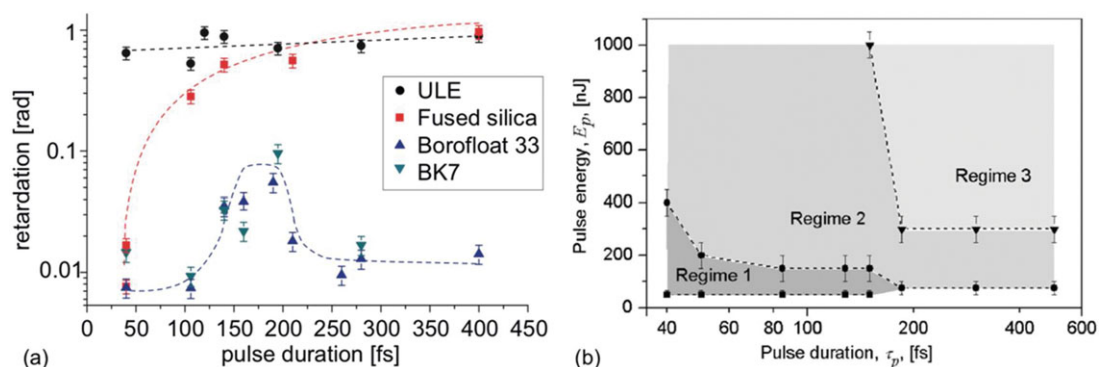 1
0.1
0.01
retardation [rad]
0 50 100 150 200 250 300 350 400 450
pulse duration [fs]
ULE
Fused silica
Borofloat 33
BK7
(a)
1000
800
600
400
200
0
Pulse energy, Eₚ, [nJ]
Regime 1
Regime 2
Regime 3
40 60 80 100 200 400 600
Pulse duration, τₚ, [fs]
(b)